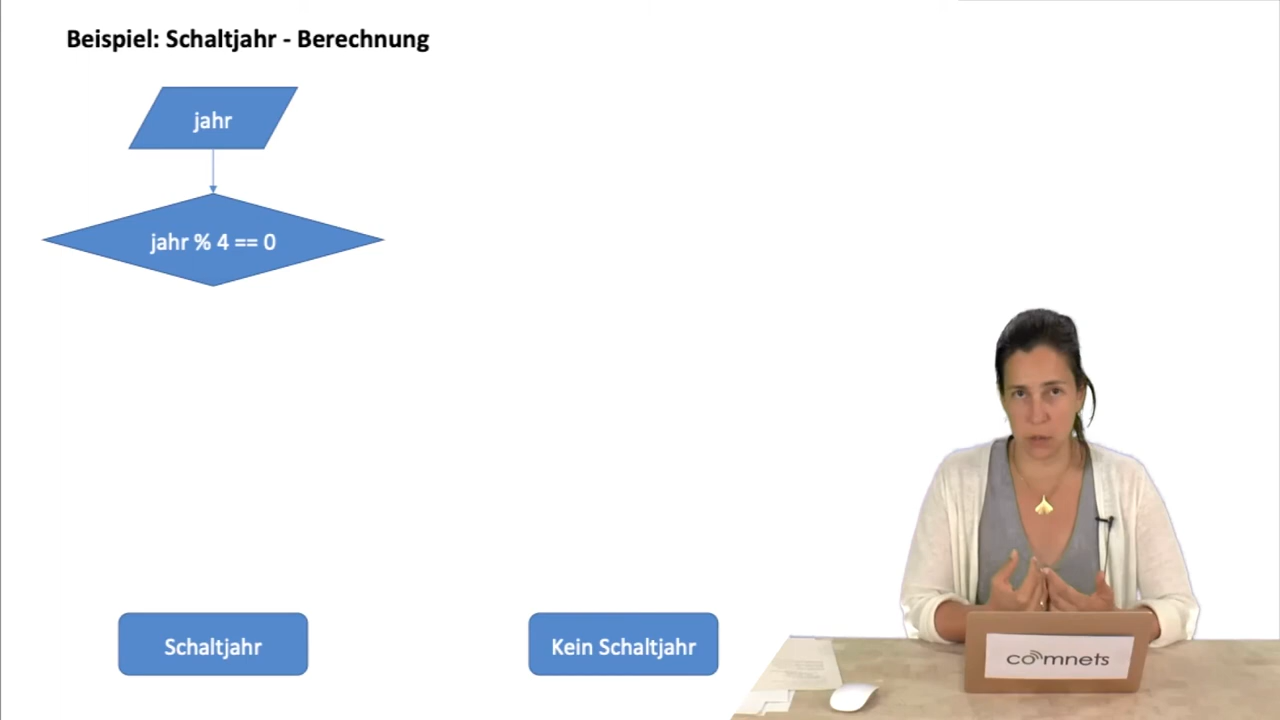 Beispiel: Schaltjahr - Berechnung
jahr
jahr % 4 == 0
Schaltjahr
Kein Schaltjahr
comnets